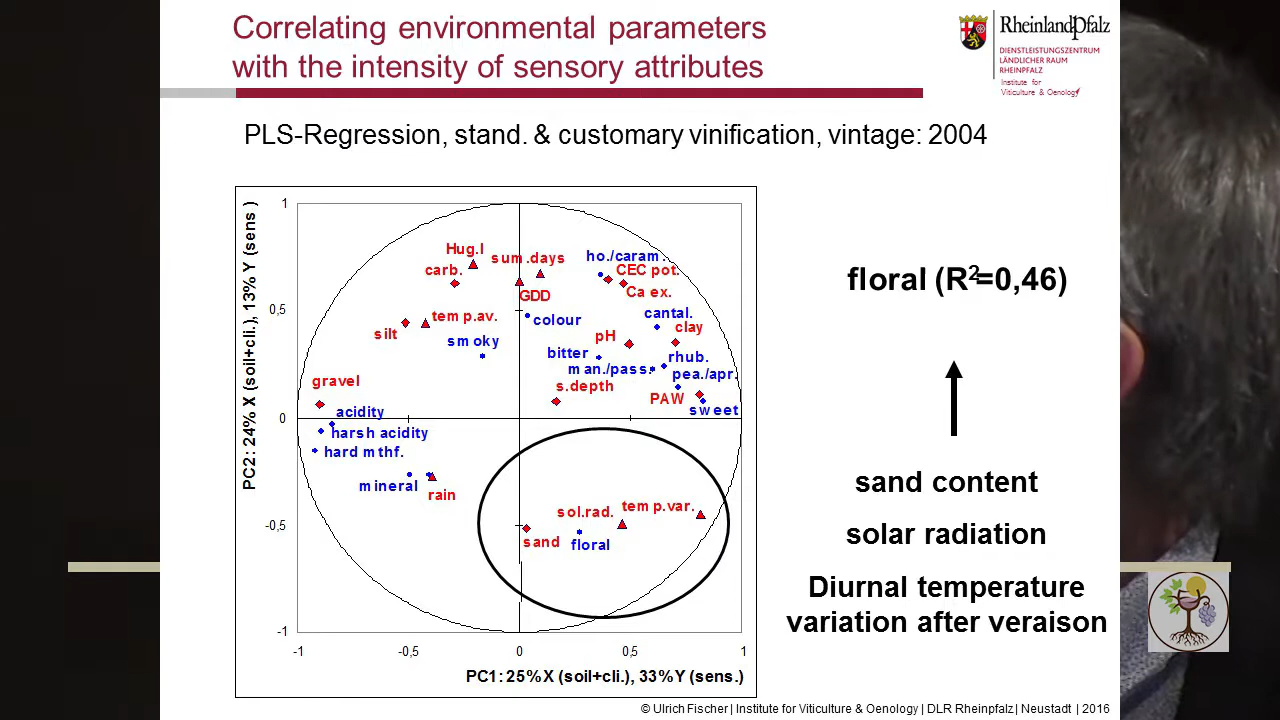 Correlating environmental parameters
with the intensity of sensory attributes
RheinlandPfalz
DIENSTLEISTUNGSZENTRUM
LÄNDLICHER RAUM
RHEINPFALZ
Institute for
Viticulture & Oenology
PLS-Regression, stand. & customary vinification, vintage: 2004
PC2: 24% X (soil+cli.), 13% Y (sens )
1
0,5
0
-0,5
-1
Hug.I
sum.days
ho./caram.
carb.
CEC pot.
GDD
Ca ex.
temp.av.
colour
cantal.
silt
pH
clay
smoky
bitter
rhub.
man./pass.
pea./apr.
gravel
s.depth
PAW
acidity
sweet
harsh acidity
hard mthf.
mineral
rain
sol.rad.
temp.var.
sand
floral
-1
-0,5
0
0,5
1
PC1: 25%X (soil+cli.), 33%Y (sens.)
floral (R²=0,46)
sand content
solar radiation
Diurnal temperature
variation after veraison
© Ulrich Fischer | Institute for Viticulture & Oenology | DLR Rheinpfalz | Neustadt | 2016